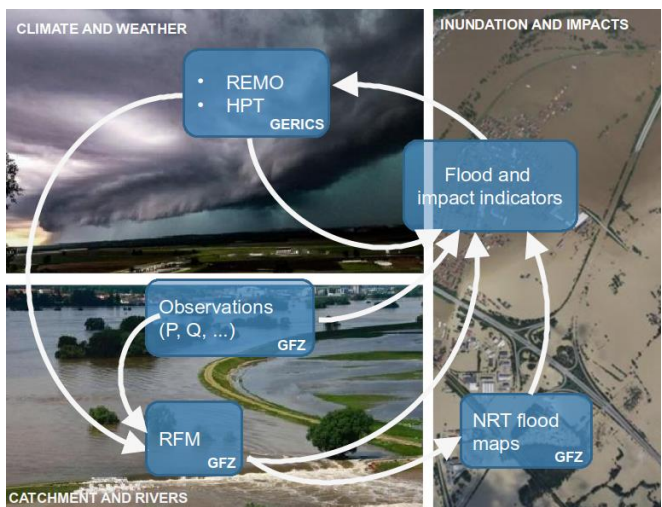 CLIMATE AND WEATHER
INUNDATION AND IMPACTS
• REMO
• HPT
GERICS
Flood and
impact indicators
Observations
(P, Q, ...)
GFZ
RFM
GFZ
NRT flood
maps
GFZ
CATCHMENT AND RIVERS